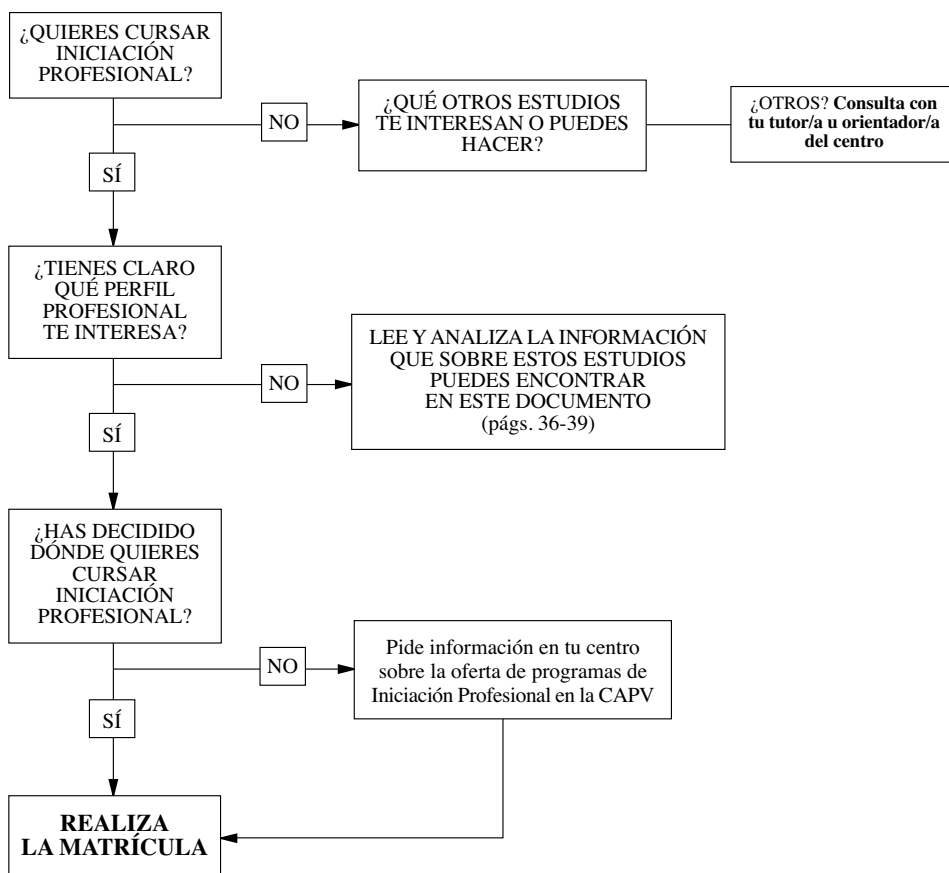 ¿QUIERES CURSAR
INICIACIÓN
PROFESIONAL?
NO
¿QUÉ OTROS ESTUDIOS
TE INTERESAN O PUEDES
HACER?
¿OTROS? Consulta con
tu tutor/a u orientador/a
del centro
SÍ
¿TIENES CLARO
QUÉ PERFIL
PROFESIONAL
TE INTERESA?
NO
LEE Y ANALIZA LA INFORMACIÓN
QUE SOBRE ESTOS ESTUDIOS
PUEDES ENCONTRAR
EN ESTE DOCUMENTO
(págs. 36-39)
SÍ
¿HAS DECIDIDO
DÓNDE QUIERES
CURSAR
INICIACIÓN
PROFESIONAL?
NO
Pide información en tu centro
sobre la oferta de programas de
Iniciación Profesional en la CAPV
SÍ
REALIZA
LA MATRÍCULA